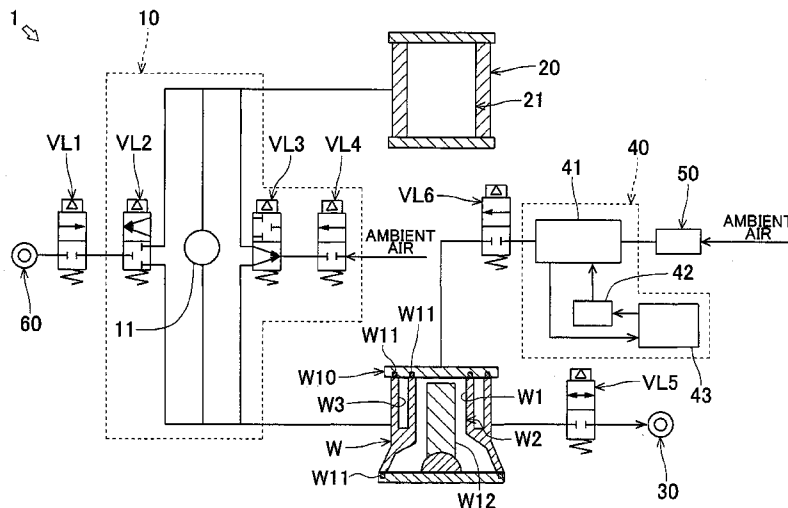 1
10
20
21
VL1
VL2
VL3
VL4
VL6
41
40
50
AMBIENT
AIR
AMBIENT
AIR
60
11
42
43
W11
W11
W10
W3
W1
VL5
W
W2
W11
W12
30